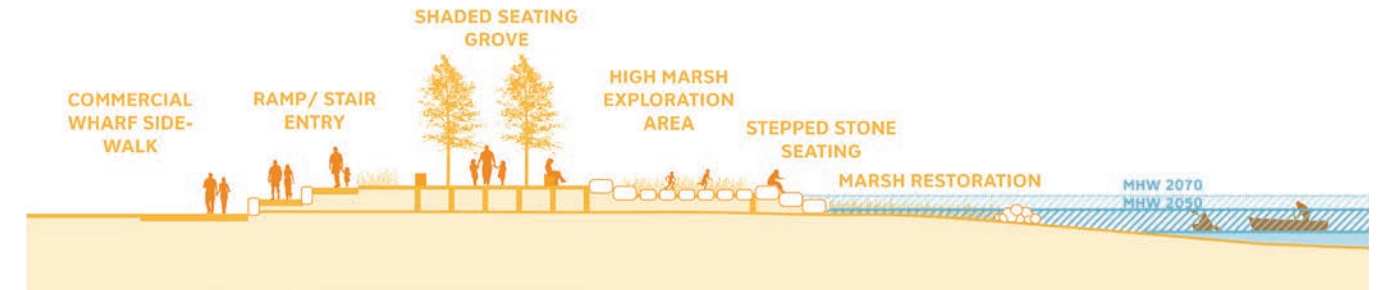 SHADED SEATING
GROVE
COMMERCIAL
WHARF SIDE-
WALK
RAMP/ STAIR
ENTRY
HIGH MARSH
EXPLORATION
AREA
STEPPED STONE
SEATING
MARSH RESTORATION
MHW 2070
MHW 2050